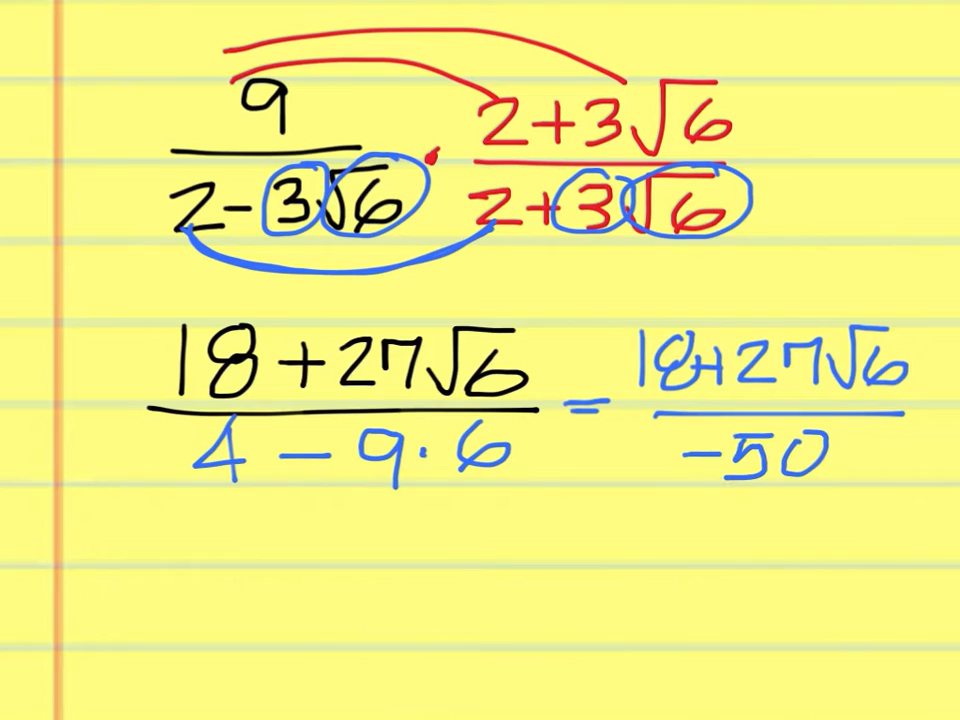 9 / (2-3√6) · (2+3√6) / (2+3√6)
(18+27√6) / (4-9·6) = (18+27√6) / (-50)